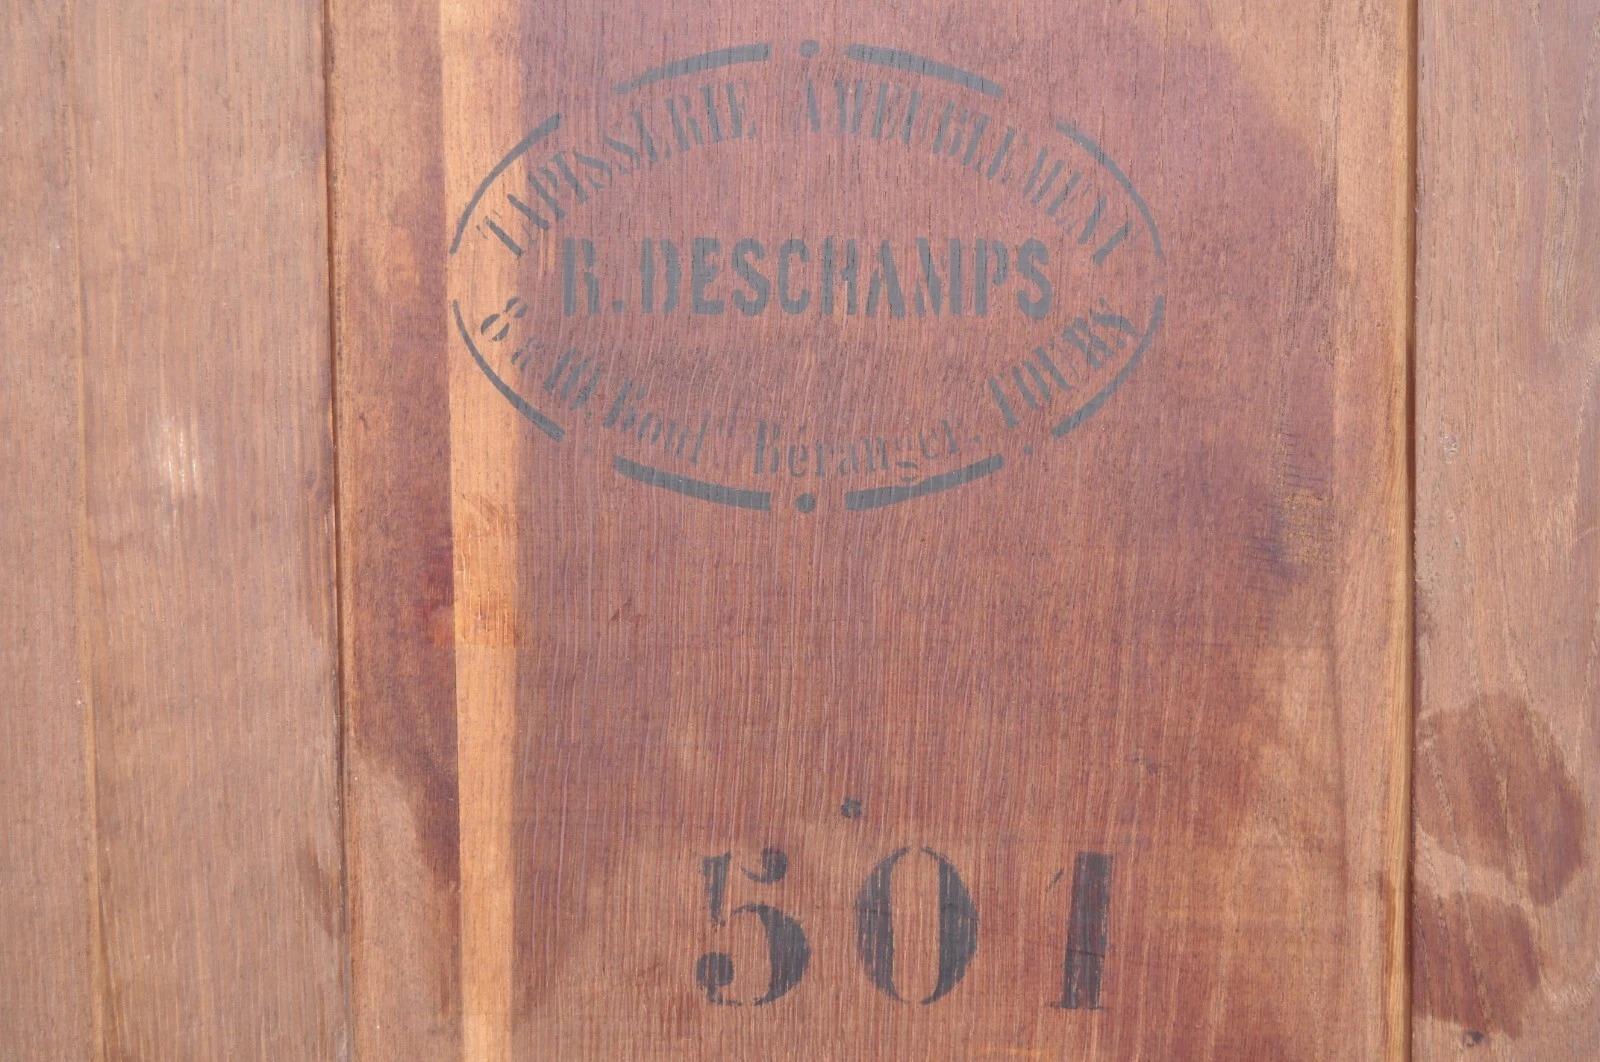 TAPISSERIE AMEUBLEMENT
R. DESCHAMPS
8 & 10. Boul.d Béranger. TOURS
501